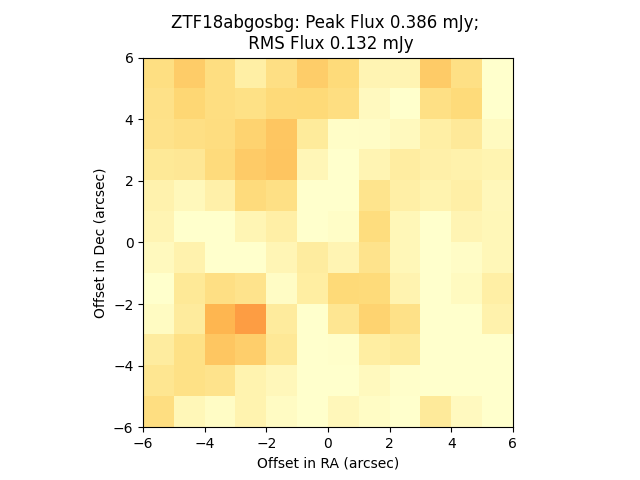 ZTF18abgosbg: Peak Flux 0.386 mJy;
RMS Flux 0.132 mJy
6
4
2
0
−2
−4
−6
Offset in Dec (arcsec)
−6 −4 −2 0 2 4 6
Offset in RA (arcsec)